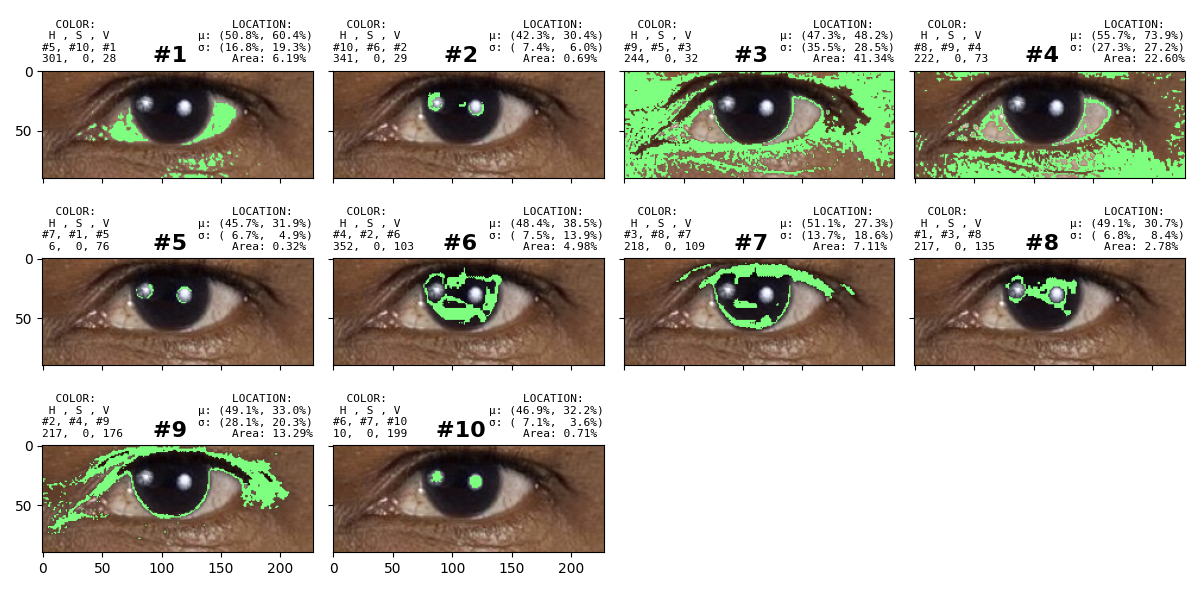 COLOR: LOCATION:
H , S , V μ: (50.8%, 60.4%)
#5, #10, #1 σ: (16.8%, 19.3%)
301, 0, 28 #1 Area: 6.19%
COLOR: LOCATION:
H , S , V μ: (42.3%, 30.4%)
#10, #6, #2 σ: ( 7.4%, 6.0%)
341, 0, 29 #2 Area: 0.69%
COLOR: LOCATION:
H , S , V μ: (47.3%, 48.2%)
#9, #5, #3 σ: (35.5%, 28.5%)
244, 0, 32 #3 Area: 41.34%
COLOR: LOCATION:
H , S , V μ: (55.7%, 73.9%)
#8, #9, #4 σ: (27.3%, 27.2%)
222, 0, 73 #4 Area: 22.60%
0
50
COLOR: LOCATION:
H , S , V μ: (45.7%, 31.9%)
#7, #1, #5 σ: ( 6.7%, 4.9%)
6, 0, 76 #5 Area: 0.32%
COLOR: LOCATION:
H , S , V μ: (48.4%, 38.5%)
#4, #2, #6 σ: ( 7.5%, 13.9%)
352, 0, 103 #6 Area: 4.98%
COLOR: LOCATION:
H , S , V μ: (51.1%, 27.3%)
#3, #8, #7 σ: (13.7%, 18.6%)
218, 0, 109 #7 Area: 7.11%
COLOR: LOCATION:
H , S , V μ: (49.1%, 30.7%)
#1, #3, #8 σ: ( 6.8%, 8.4%)
217, 0, 135 #8 Area: 2.78%
0
50
COLOR: LOCATION:
H , S , V μ: (49.1%, 33.0%)
#2, #4, #9 σ: (28.1%, 20.3%)
217, 0, 176 #9 Area: 13.29%
COLOR: LOCATION:
H , S , V μ: (46.9%, 32.2%)
#6, #7, #10 σ: ( 7.1%, 3.6%)
10, 0, 199 #10 Area: 0.71%
0
50
0 50 100 150 200
0 50 100 150 200